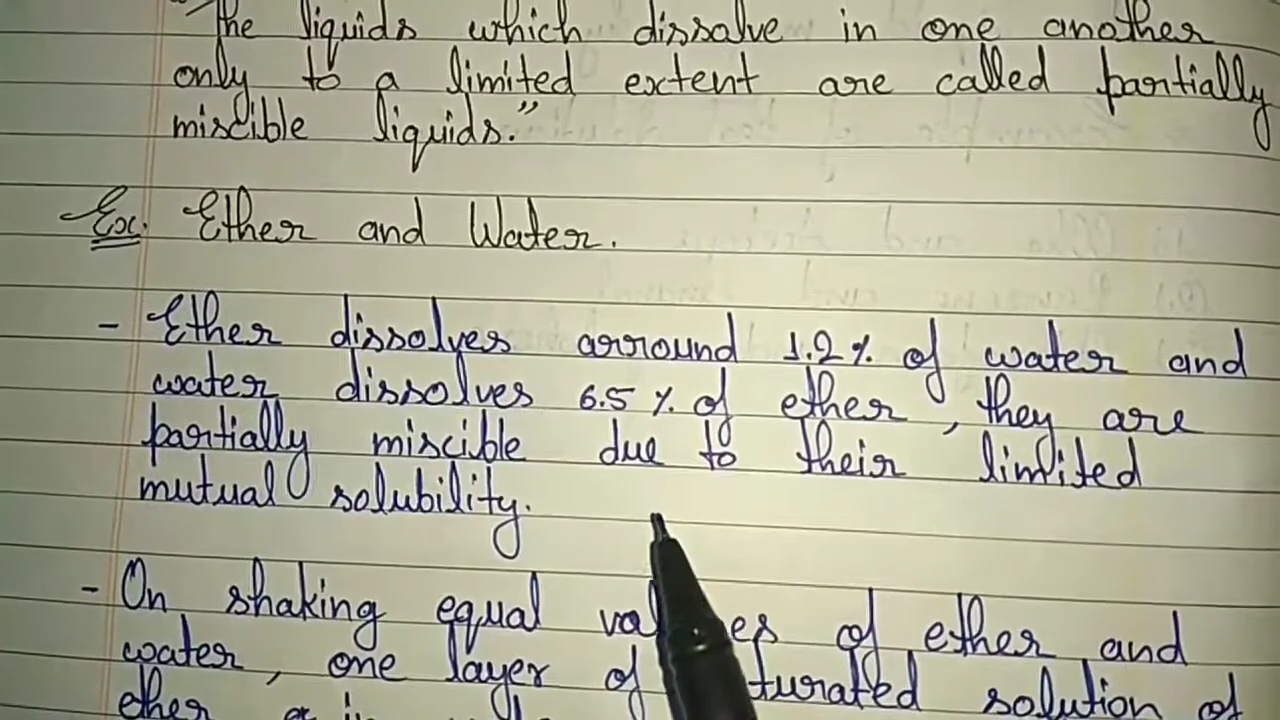 "The liquids which dissolve in one another
only to a limited extent are called partially
miscible liquids."
Ex. Ether and Water.
- Ether dissolves arround 1.2% of water and
water dissolves 6.5% of ether, they are
partially miscible due to their limited
mutual solubility.
- On shaking equal of ether and
water, one layer of solution of
ether